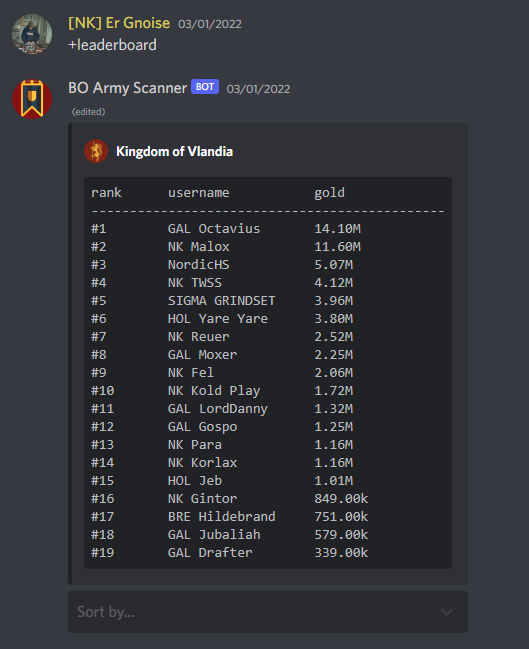 [NK] Er Gnoise 03/01/2022
+leaderboard
BO Army Scanner BOT 03/01/2022
(edited)
Kingdom of Vlandia
rank username gold
----------------------------------------------
#1 GAL Octavius 14.10M
#2 NK Malox 11.60M
#3 NordicHS 5.07M
#4 NK TWSS 4.12M
#5 SIGMA GRINDSET 3.96M
#6 HOL Yare Yare 3.80M
#7 NK Reuer 2.52M
#8 GAL Moxer 2.25M
#9 NK Fel 2.06M
#10 NK Kold Play 1.72M
#11 GAL LordDanny 1.32M
#12 GAL Gospo 1.25M
#13 NK Para 1.16M
#14 NK Korlax 1.16M
#15 HOL Jeb 1.01M
#16 NK Gintor 849.00k
#17 BRE Hildebrand 751.00k
#18 GAL Jubaliah 579.00k
#19 GAL Drafter 339.00k
Sort by...